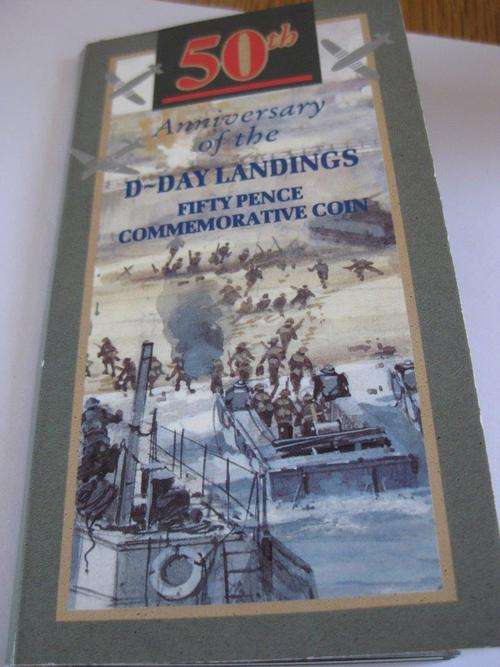 50th
Anniversary
of the
D-DAY LANDINGS
FIFTY PENCE
COMMEMORATIVE COIN